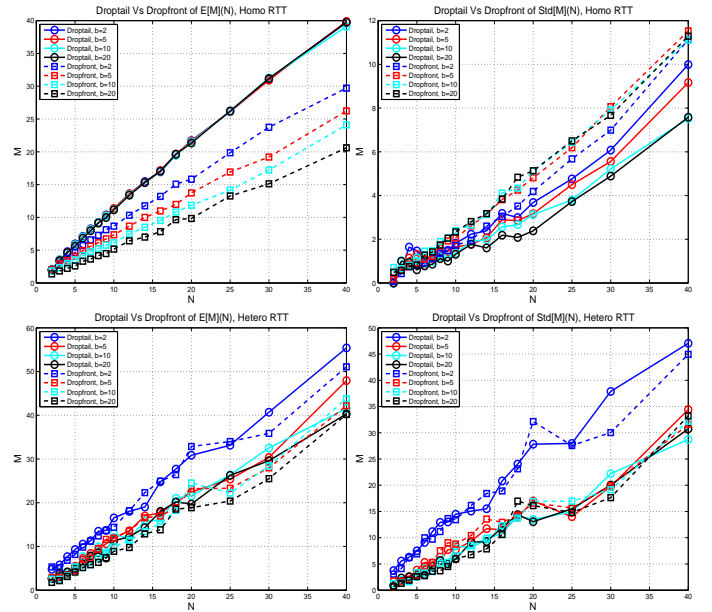 Droptail Vs Dropfront of E[M](N), Homo RTT
Droptail, b=2
Droptail, b=5
Droptail, b=10
Droptail, b=20
Dropfront, b=2
Dropfront, b=5
Dropfront, b=10
Dropfront, b=20
40
35
30
25
20
15
10
5
0
M
0 5 10 15 20 25 30 35 40
N
Droptail Vs Dropfront of Std[M](N), Homo RTT
Droptail, b=2
Droptail, b=5
Droptail, b=10
Droptail, b=20
Dropfront, b=2
Dropfront, b=5
Dropfront, b=10
Dropfront, b=20
12
10
8
6
4
2
0
M
0 5 10 15 20 25 30 35 40
N
Droptail Vs Dropfront of E[M](N), Hetero RTT
Droptail, b=2
Droptail, b=5
Droptail, b=10
Droptail, b=20
Dropfront, b=2
Dropfront, b=5
Dropfront, b=10
Dropfront, b=20
60
50
40
30
20
10
0
M
0 5 10 15 20 25 30 35 40
N
Droptail Vs Dropfront of Std[M](N), Hetero RTT
Droptail, b=2
Droptail, b=5
Droptail, b=10
Droptail, b=20
Dropfront, b=2
Dropfront, b=5
Dropfront, b=10
Dropfront, b=20
50
45
40
35
30
25
20
15
10
5
0
M
0 5 10 15 20 25 30 35 40
N